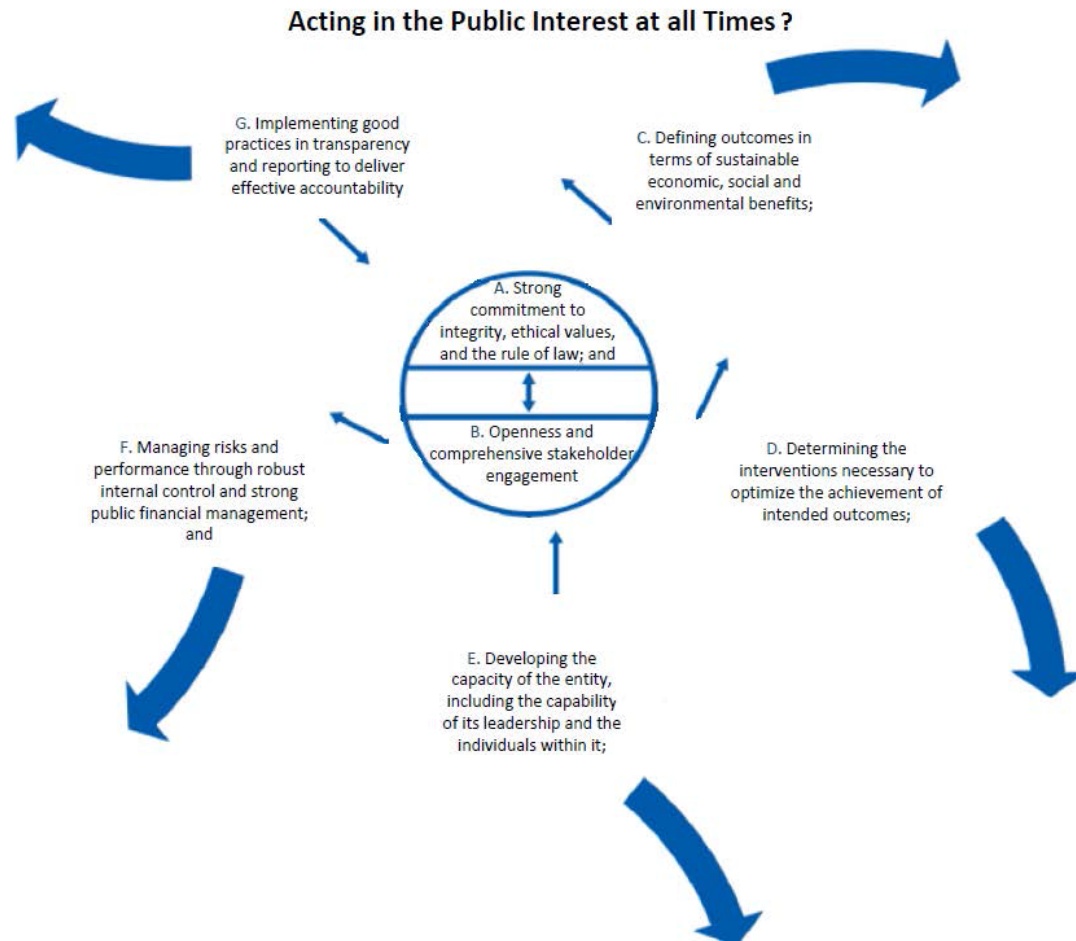 Acting in the Public Interest at all Times ?
G. Implementing good
practices in transparency
and reporting to deliver
effective accountability
C. Defining outcomes in
terms of sustainable
economic, social and
environmental benefits;
A. Strong
commitment to
integrity, ethical values,
and the rule of law; and
B. Openness and
comprehensive stakeholder
engagement
F. Managing risks and
performance through robust
internal control and strong
public financial management;
and
D. Determining the
interventions necessary to
optimize the achievement of
intended outcomes;
E. Developing the
capacity of the entity,
including the capability
of its leadership and the
individuals within it;